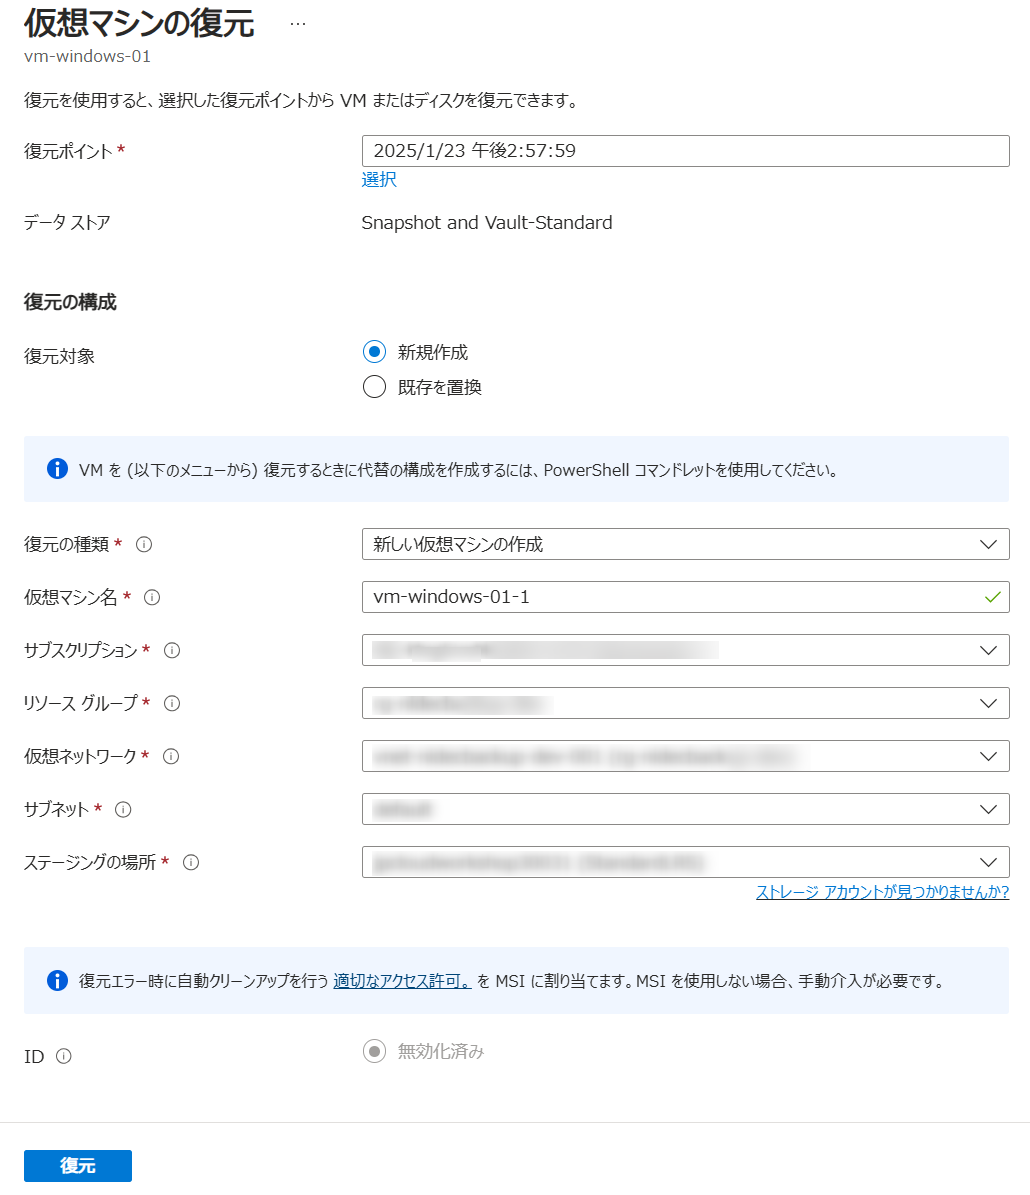 仮想マシンの復元 …
vm-windows-01
復元を使用すると、選択した復元ポイントから VM またはディスクを復元できます。
復元ポイント * 2025/1/23 午後2:57:59
選択
データ ストア Snapshot and Vault-Standard
復元の構成
復元対象 新規作成
既存を置換
VM を (以下のメニューから) 復元するときに代替の構成を作成するには、PowerShell コマンドレットを使用してください。
復元の種類 * 新しい仮想マシンの作成
仮想マシン名 * vm-windows-01-1
サブスクリプション *
リソース グループ *
仮想ネットワーク *
サブネット *
ステージングの場所 *
ストレージ アカウントが見つかりませんか?
復元エラー時に自動クリーンアップを行う 適切なアクセス許可。 を MSI に割り当てます。MSI を使用しない場合、手動介入が必要です。
ID 無効化済み
復元